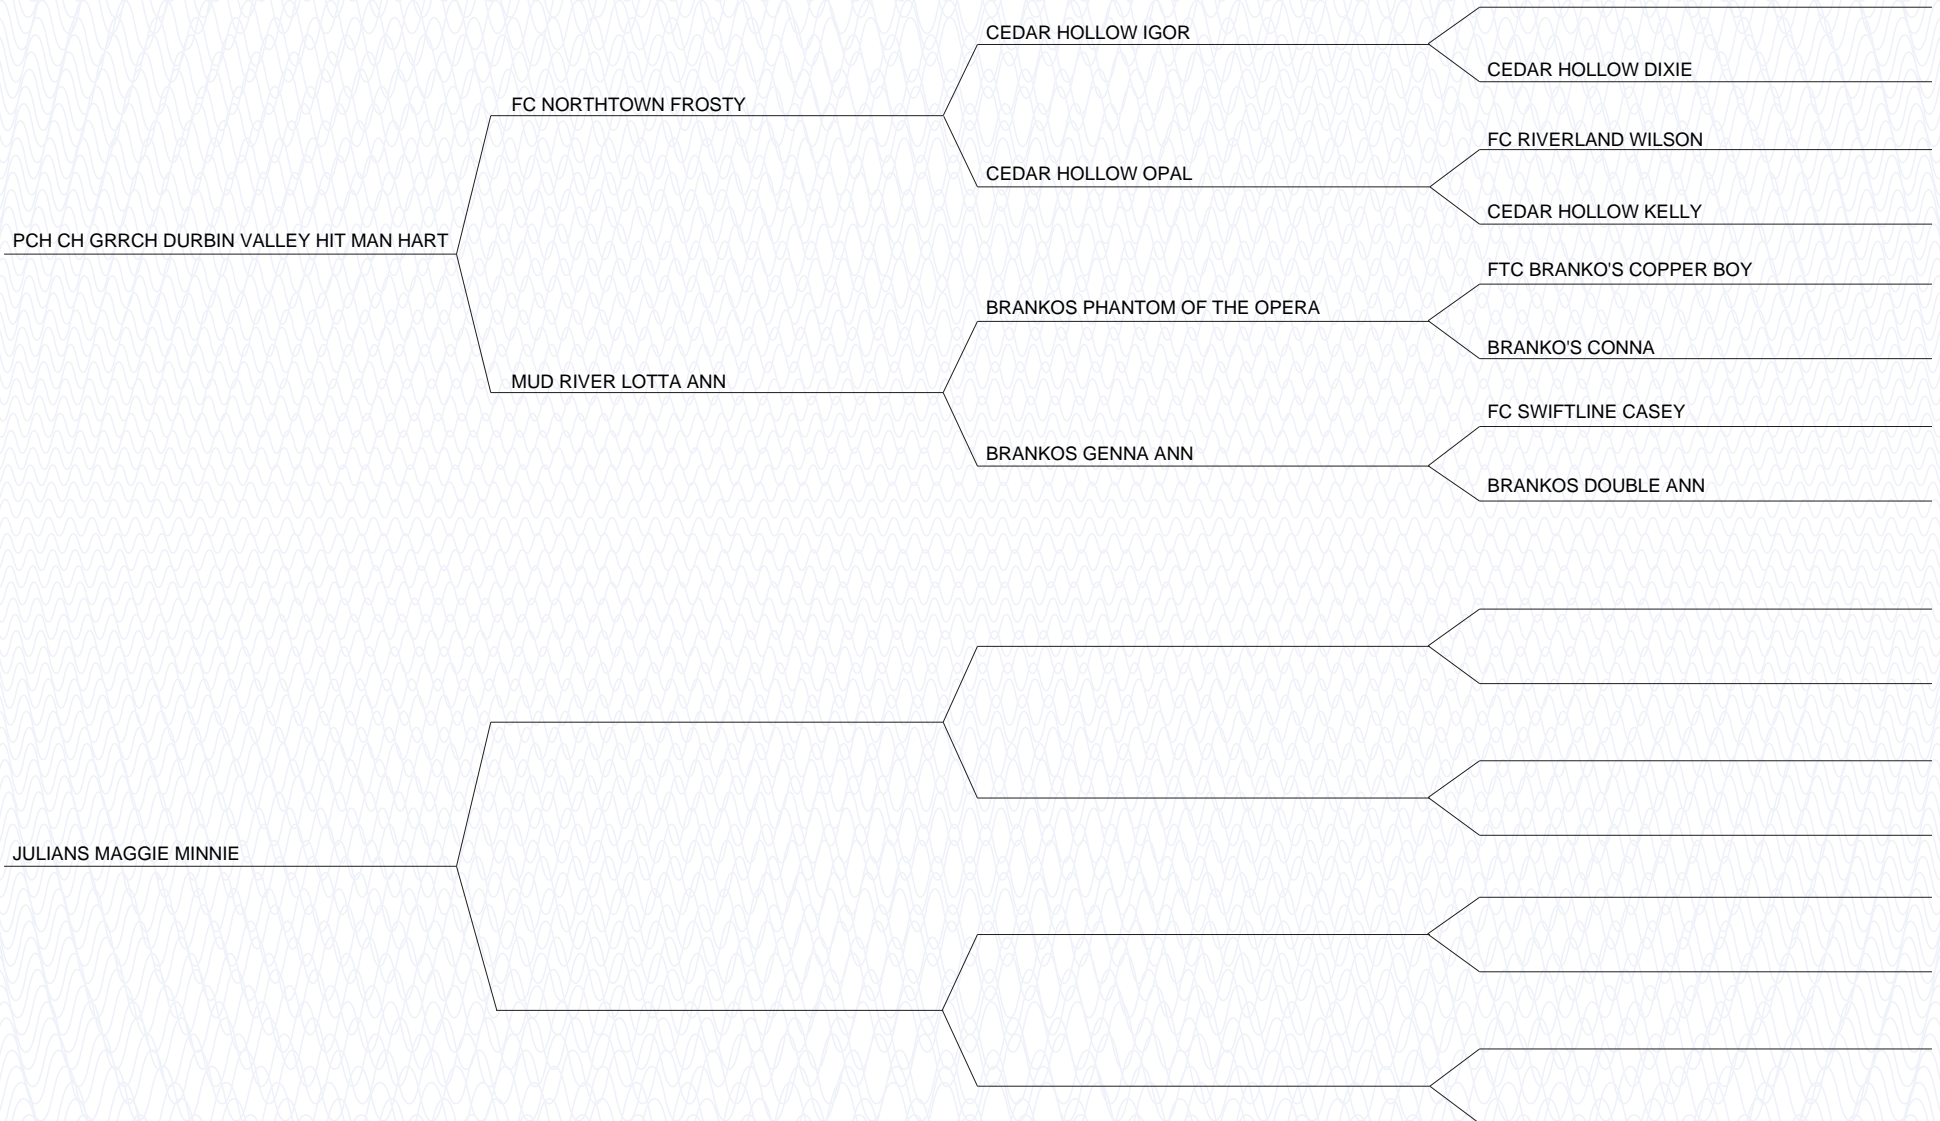 CEDAR HOLLOW IGOR
CEDAR HOLLOW DIXIE
FC NORTHTOWN FROSTY
FC RIVERLAND WILSON
CEDAR HOLLOW OPAL
CEDAR HOLLOW KELLY
PCH CH GRRCH DURBIN VALLEY HIT MAN HART
FTC BRANKO'S COPPER BOY
BRANKOS PHANTOM OF THE OPERA
BRANKO'S CONNA
MUD RIVER LOTTA ANN
FC SWIFTLINE CASEY
BRANKOS GENNA ANN
BRANKOS DOUBLE ANN
JULIANS MAGGIE MINNIE